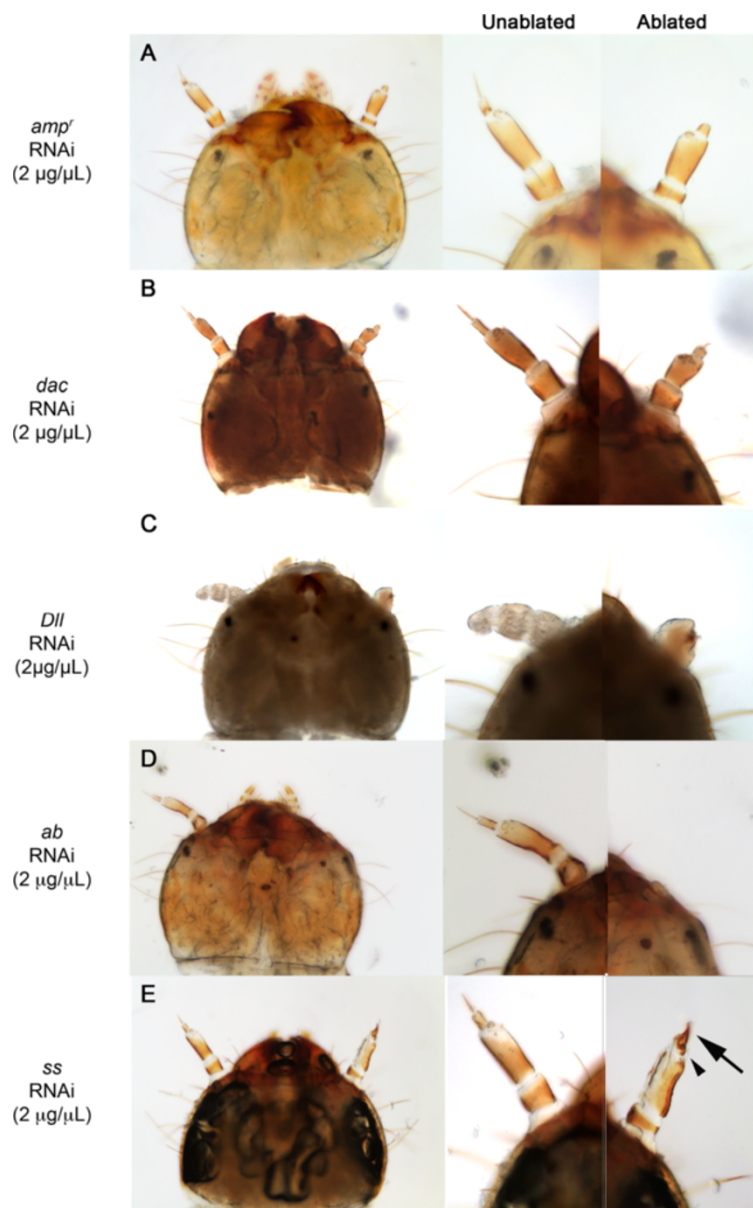 Unablated Ablated
A
ampʳ
RNAi
(2 µg/µL)
B
dac
RNAi
(2 µg/µL)
C
Dll
RNAi
(2µg/µL)
D
ab
RNAi
(2 µg/µL)
E
ss
RNAi
(2 µg/µL)